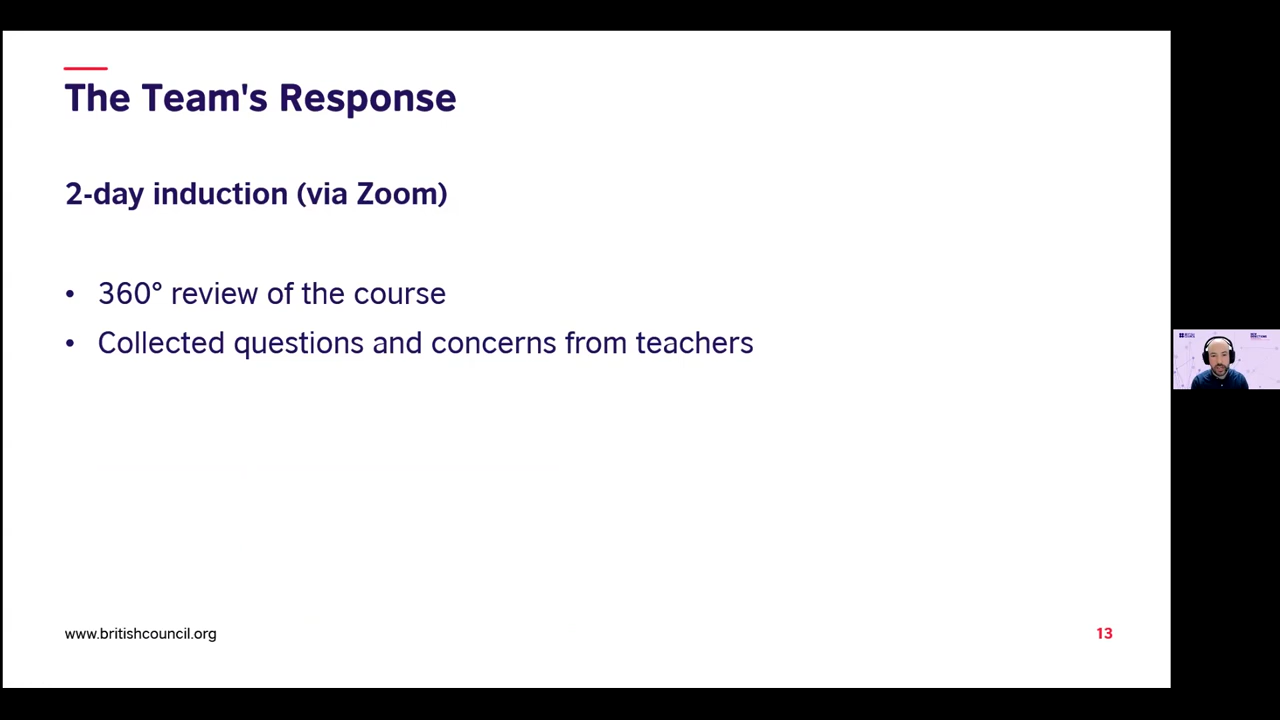 The Team's Response
2-day induction (via Zoom)
• 360° review of the course
• Collected questions and concerns from teachers
www.britishcouncil.org
13